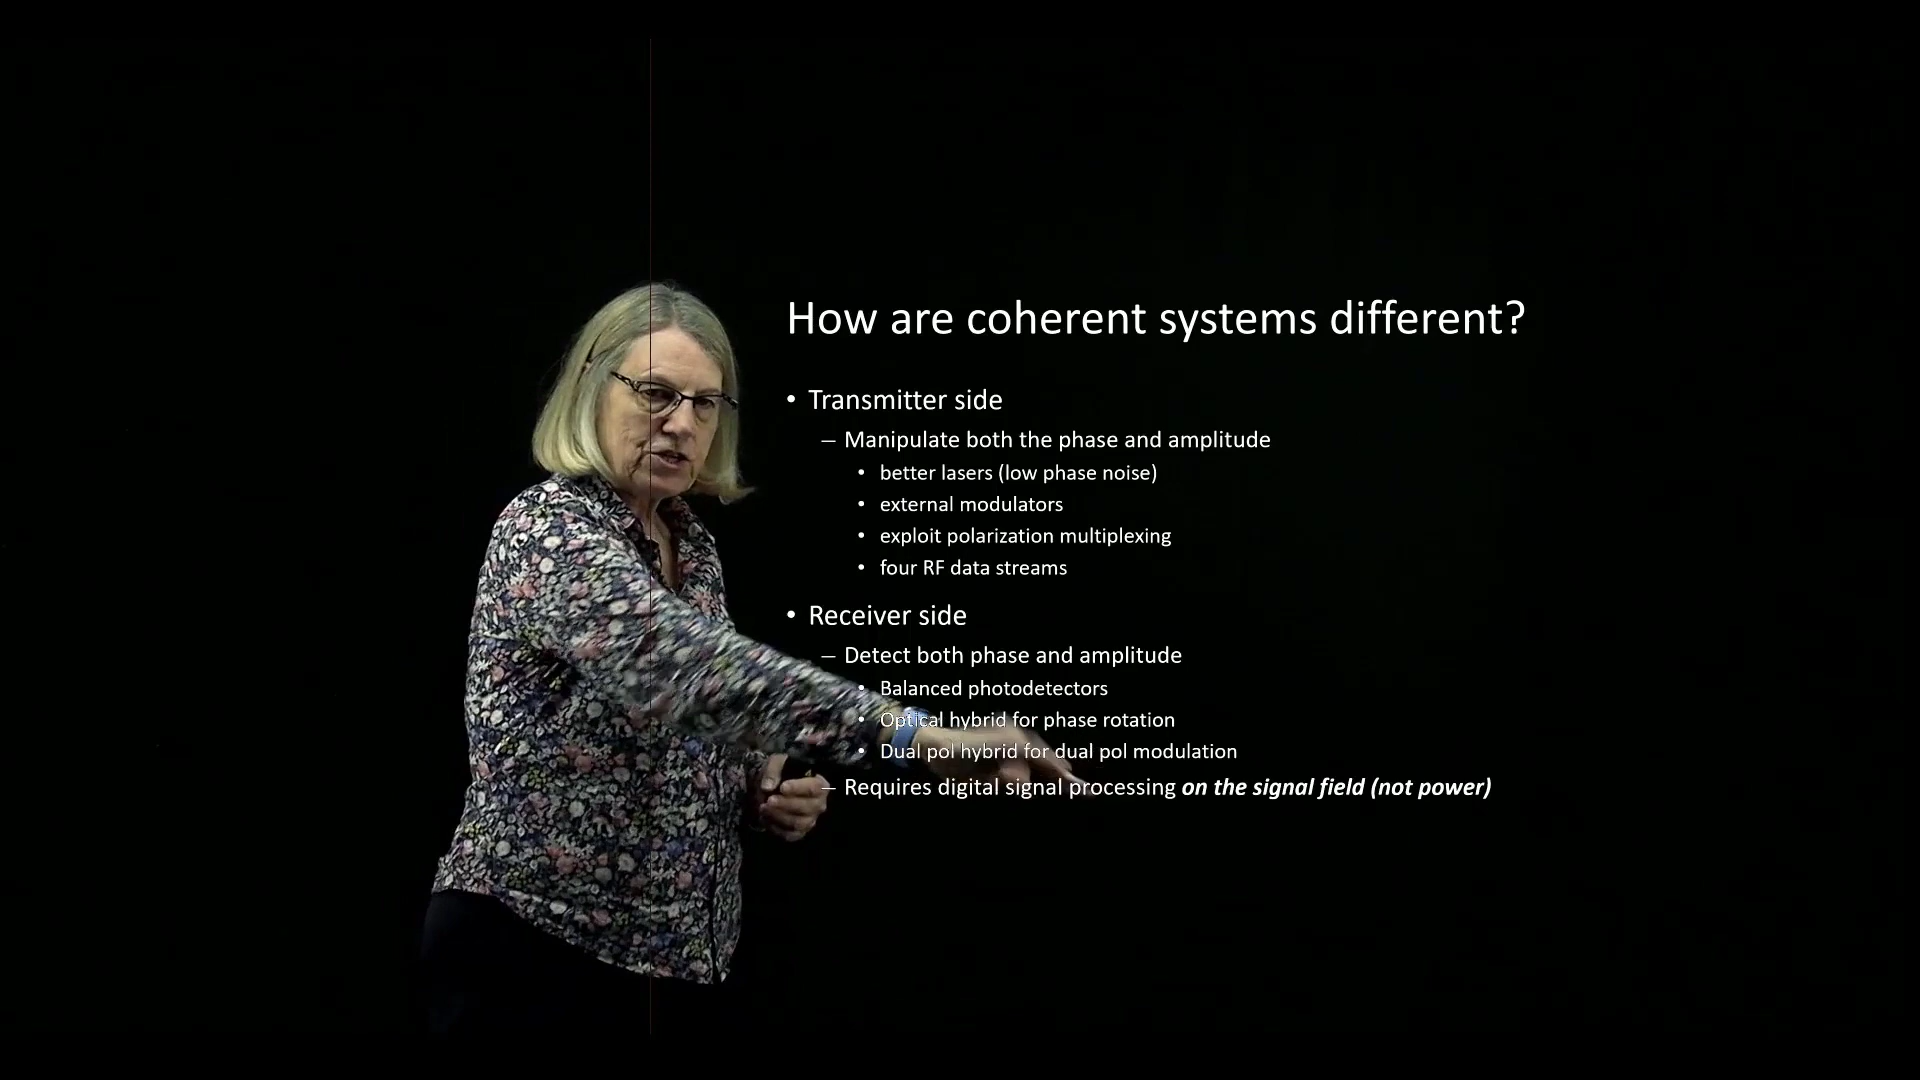 How are coherent systems different?
• Transmitter side
– Manipulate both the phase and amplitude
• better lasers (low phase noise)
• external modulators
• exploit polarization multiplexing
• four RF data streams
• Receiver side
– Detect both phase and amplitude
• Balanced photodetectors
• Optical hybrid for phase rotation
• Dual pol hybrid for dual pol modulation
– Requires digital signal processing on the signal field (not power)